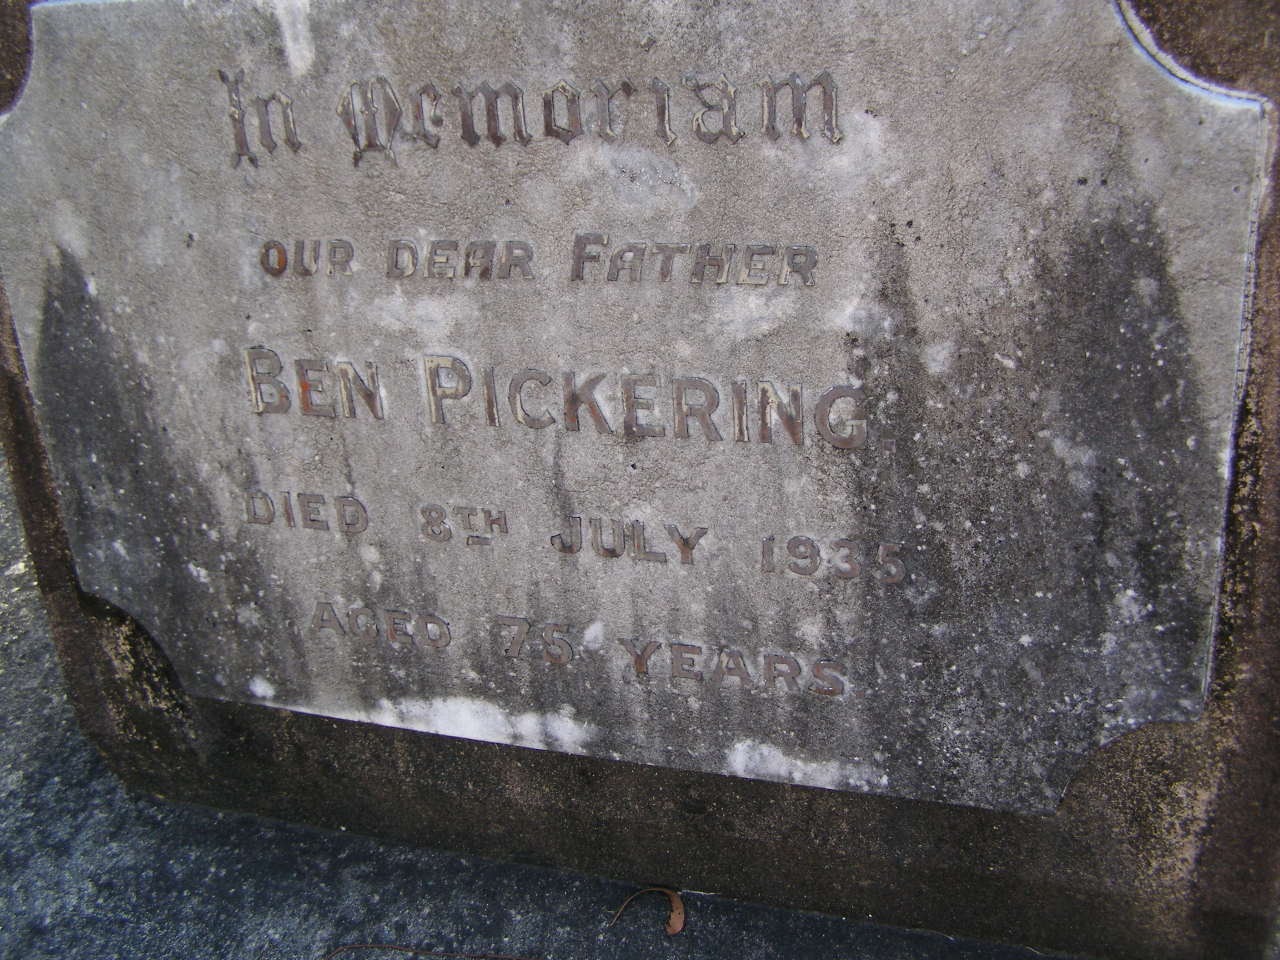 In Memoriam
OUR DEAR FATHER
BEN PICKERING.
DIED 8TH JULY 1935
AGED 75 YEARS